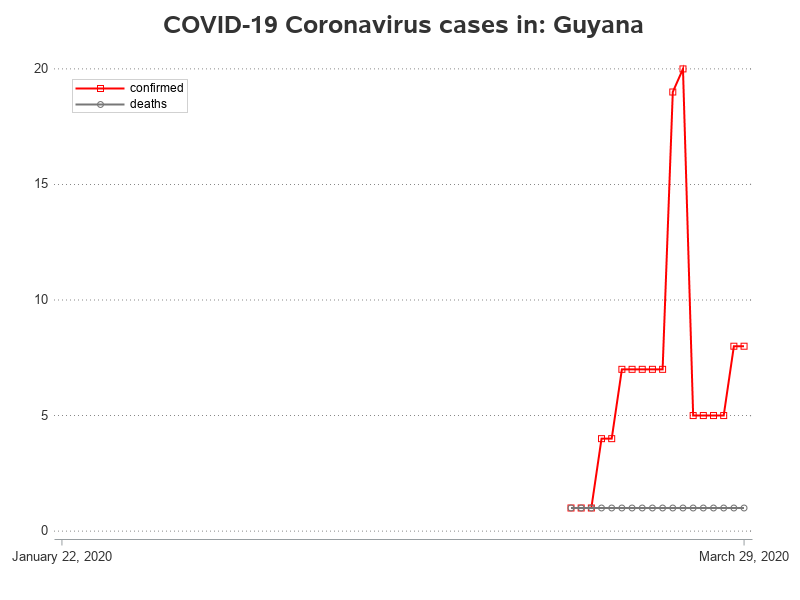 COVID-19 Coronavirus cases in: Guyana
20
confirmed
deaths
15
10
5
0
January 22, 2020
March 29, 2020